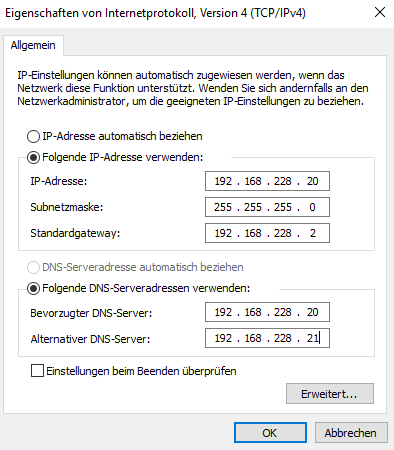 Eigenschaften von Internetprotokoll, Version 4 (TCP/IPv4)
Allgemein
IP-Einstellungen können automatisch zugewiesen werden, wenn das
Netzwerk diese Funktion unterstützt. Wenden Sie sich andernfalls an den
Netzwerkadministrator, um die geeigneten IP-Einstellungen zu beziehen.
IP-Adresse automatisch beziehen
Folgende IP-Adresse verwenden:
IP-Adresse: 192 . 168 . 228 . 20
Subnetzmaske: 255 . 255 . 255 . 0
Standardgateway: 192 . 168 . 228 . 2
DNS-Serveradresse automatisch beziehen
Folgende DNS-Serveradressen verwenden:
Bevorzugter DNS-Server: 192 . 168 . 228 . 20
Alternativer DNS-Server: 192 . 168 . 228 . 21
Einstellungen beim Beenden überprüfen
Erweitert...
OK Abbrechen